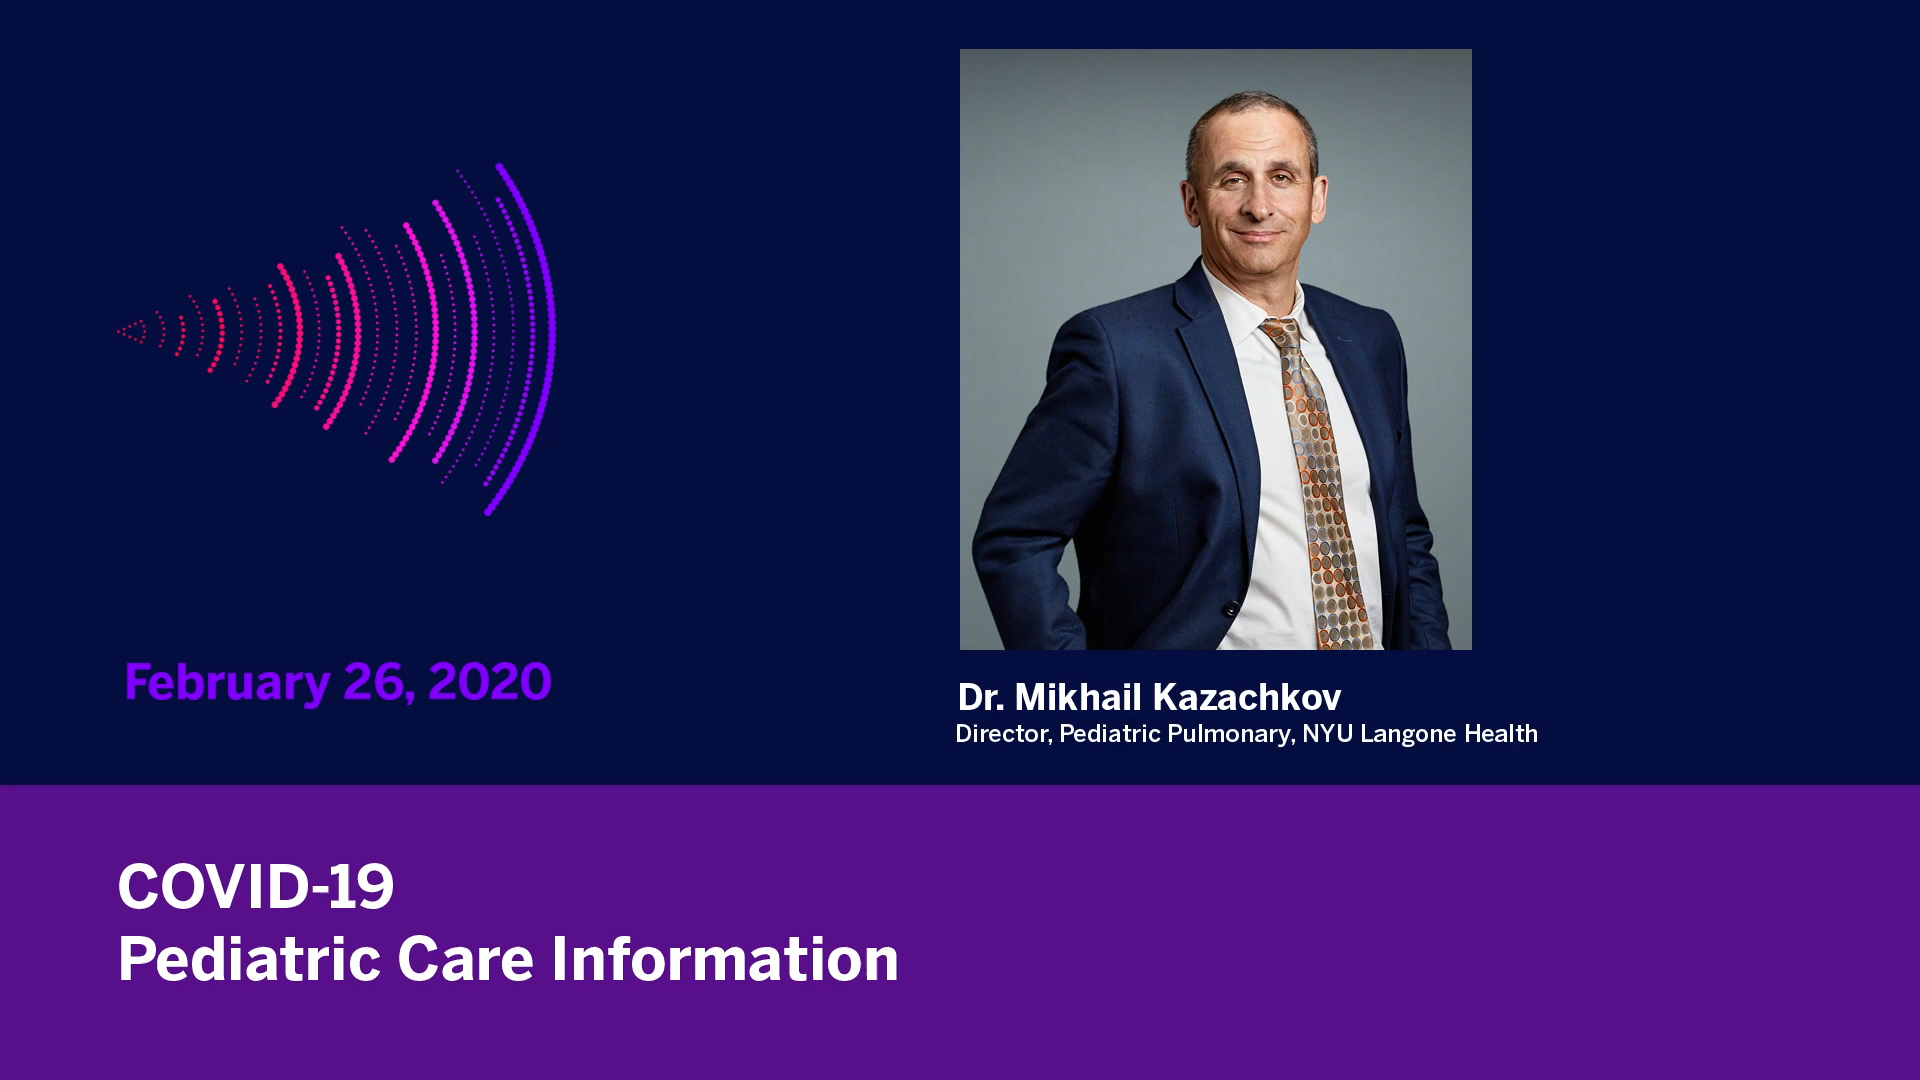 February 26, 2020
Dr. Mikhail Kazachkov
Director, Pediatric Pulmonary, NYU Langone Health
COVID-19
Pediatric Care Information